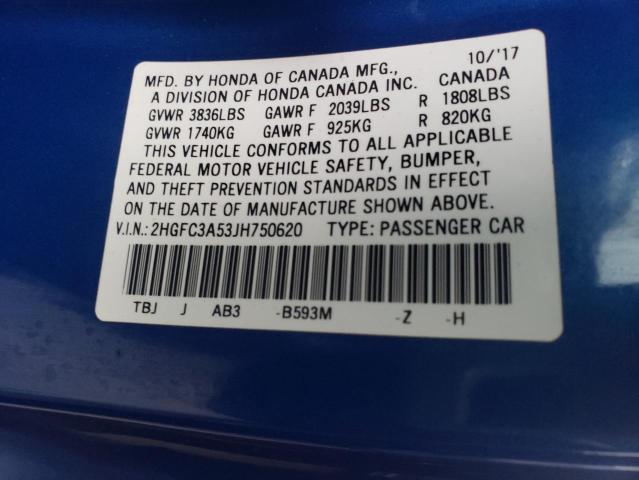 10/'17
MFD. BY HONDA OF CANADA MFG.,
A DIVISION OF HONDA CANADA INC. CANADA
GVWR 3836LBS GAWR F 2039LBS R 1808LBS
GVWR 1740KG GAWR F 925KG R 820KG
THIS VEHICLE CONFORMS TO ALL APPLICABLE
FEDERAL MOTOR VEHICLE SAFETY, BUMPER,
AND THEFT PREVENTION STANDARDS IN EFFECT
ON THE DATE OF MANUFACTURE SHOWN ABOVE.
V.I.N.: 2HGFC3A53JH750620 TYPE: PASSENGER CAR
TBJ J AB3 -B593M -Z -H